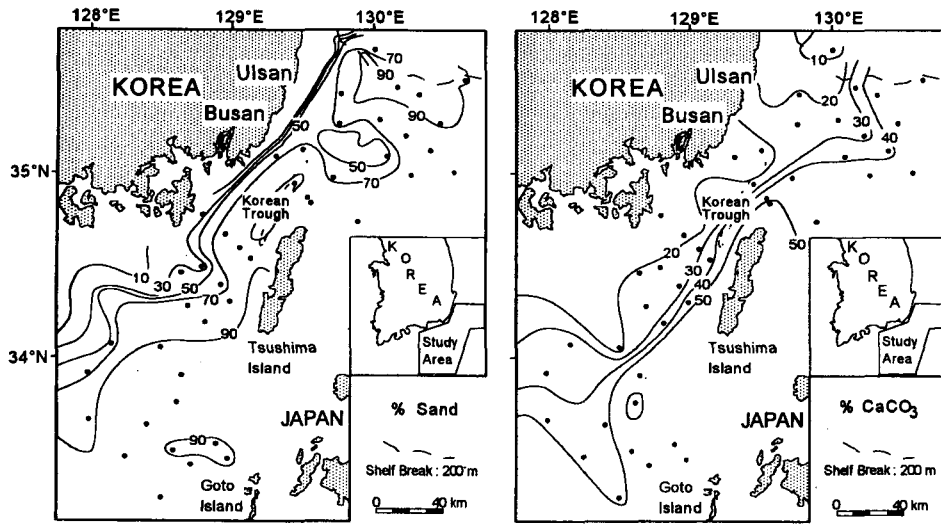 128°E
129°E
130°E
70
90
Ulsan
KOREA
Busan
50
90
35°N
50
70
Korean
Trough
10
30
50
70
90
34°N
Tsushima
Island
90
JAPAN
Goto
Island
K
O
R
E
A
Study
Area
% Sand
Shelf Break : 200 m
0 40 km
128°E
129°E
130°E
10
Ulsan
KOREA
20
Busan
30
40
Korean
Trough
50
20
30
40
50
Tsushima
Island
JAPAN
Goto
Island
K
O
R
E
A
Study
Area
% CaCO3
Shelf Break : 200 m
0 40 km